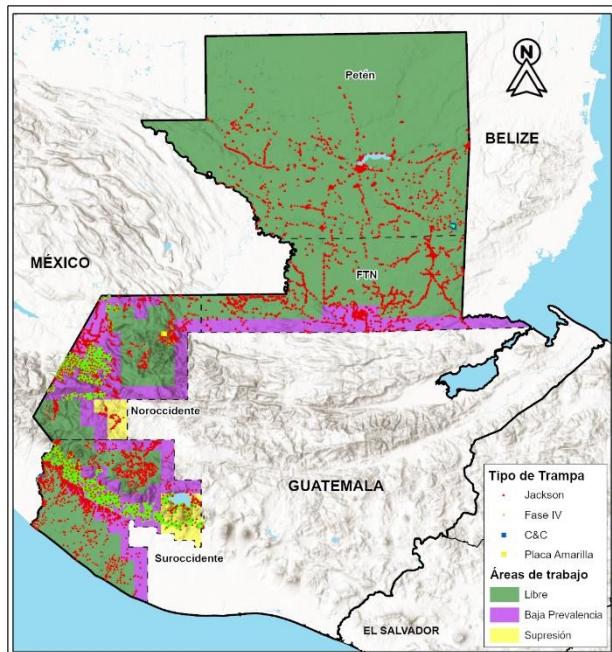 Petén
N
BELIZE
MÉXICO
FTN
Noroccidente
GUATEMALA
Suroccidente
EL SALVADOR
Tipo de Trampa
Jackson
Fase IV
C&C
Placa Amarilla
Áreas de trabajo
Libre
Baja Prevalencia
Supresión